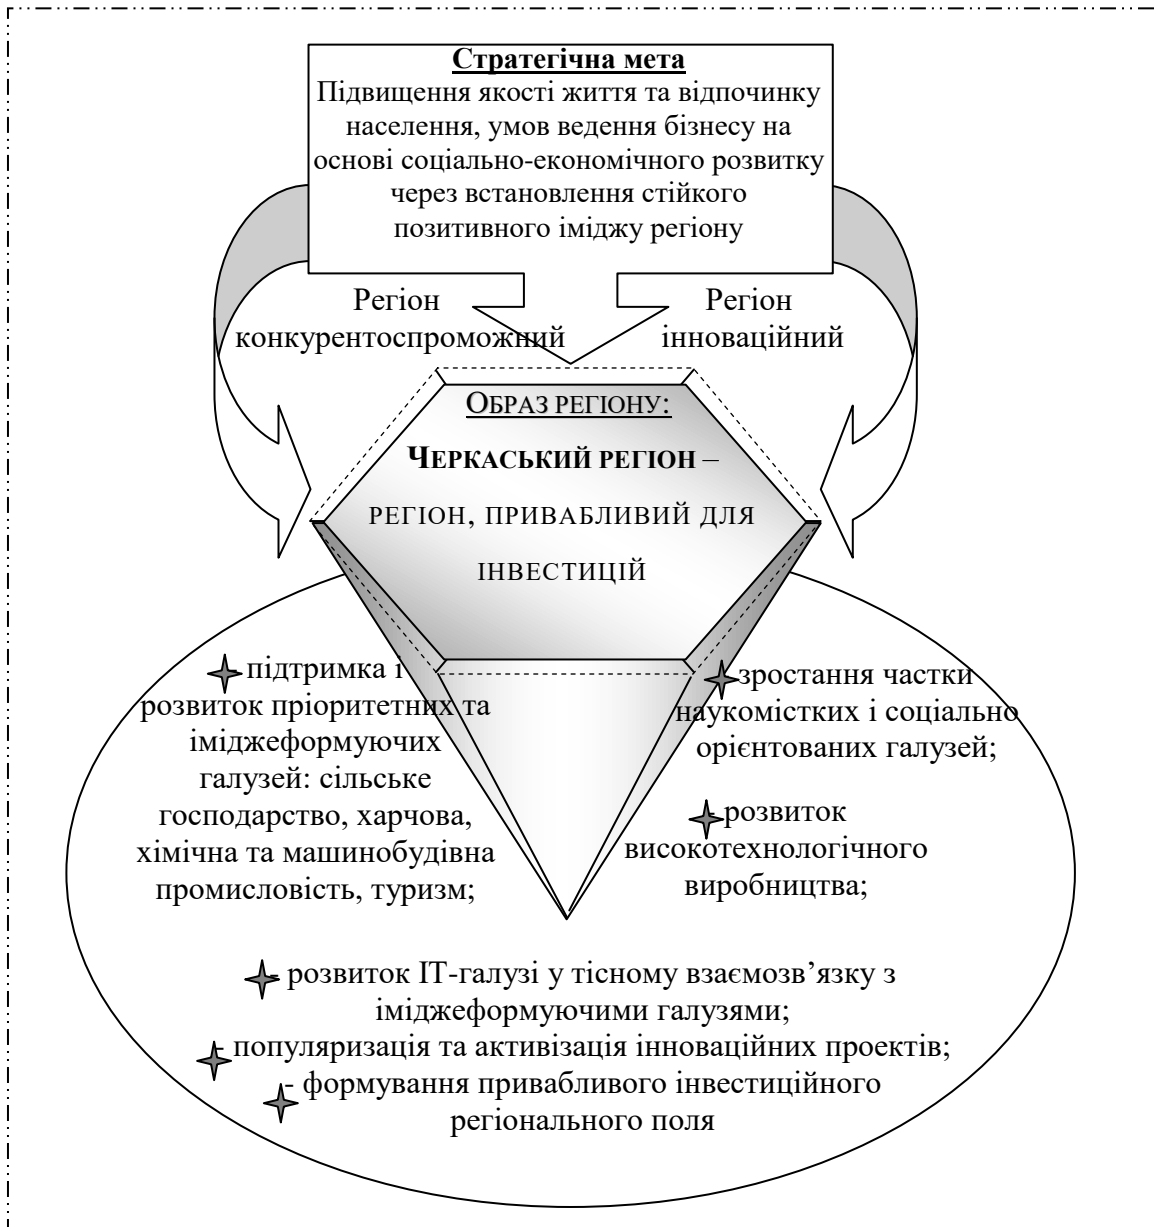 Стратегічна мета
Підвищення якості життя та відпочинку
населення, умов ведення бізнесу на
основі соціально-економічного розвитку
через встановлення стійкого
позитивного іміджу регіону
Регіон
конкурентоспроможний
Регіон
інноваційний
ОБРАЗ РЕГІОНУ:
ЧЕРКАСЬКИЙ РЕГІОН –
РЕГІОН, ПРИВАБЛИВИЙ ДЛЯ
ІНВЕСТИЦІЙ
- підтримка і
розвиток пріоритетних та
іміджеформуючих
галузей: сільське
господарство, харчова,
хімічна та машинобудівна
промисловість, туризм;
- зростання частки
наукомістких і соціально
орієнтованих галузей;
- розвиток
високотехнологічного
виробництва;
- розвиток ІТ-галузі у тісному взаємозв’язку з
іміджеформуючими галузями;
- популяризація та активізація інноваційних проектів;
- формування привабливого інвестиційного
регіонального поля